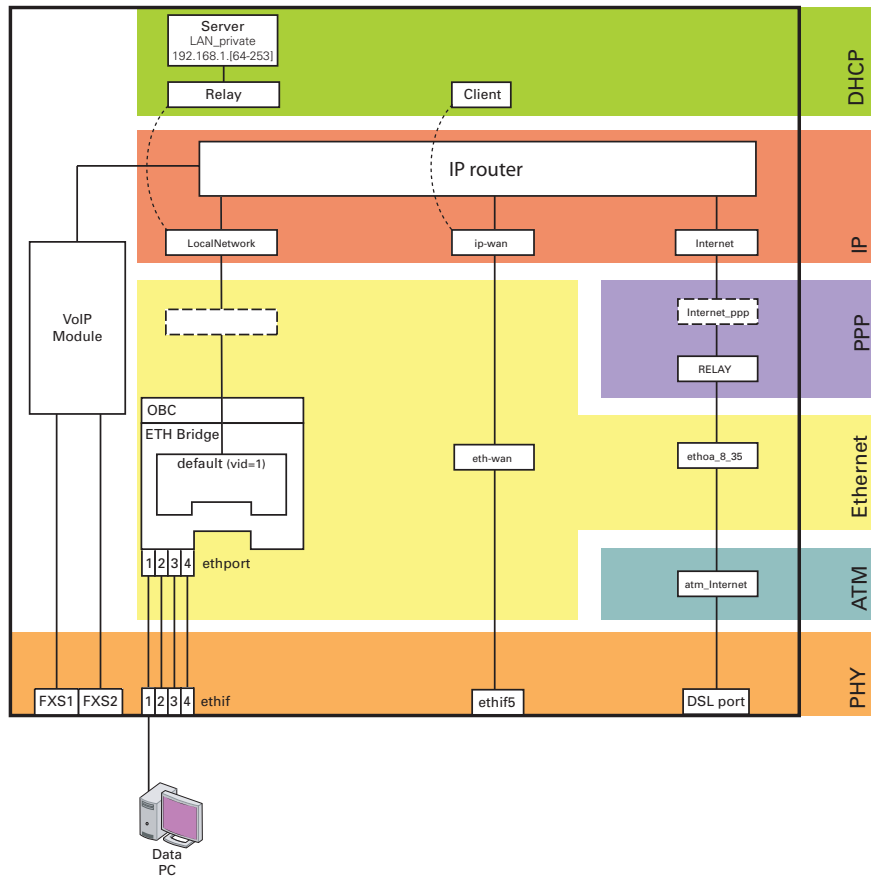 Server
LAN_private
192.168.1.[64-253]
Relay
Client
DHCP
IP router
LocalNetwork
ip-wan
Internet
IP
VoIP
Module
Internet_ppp
RELAY
PPP
OBC
ETH Bridge
default (vid=1)
eth-wan
ethoa_8_35
Ethernet
1 2 3 4 ethport
atm_Internet
ATM
FXS1 FXS2 1 2 3 4 ethif
ethif5
DSL port
PHY
Data
PC